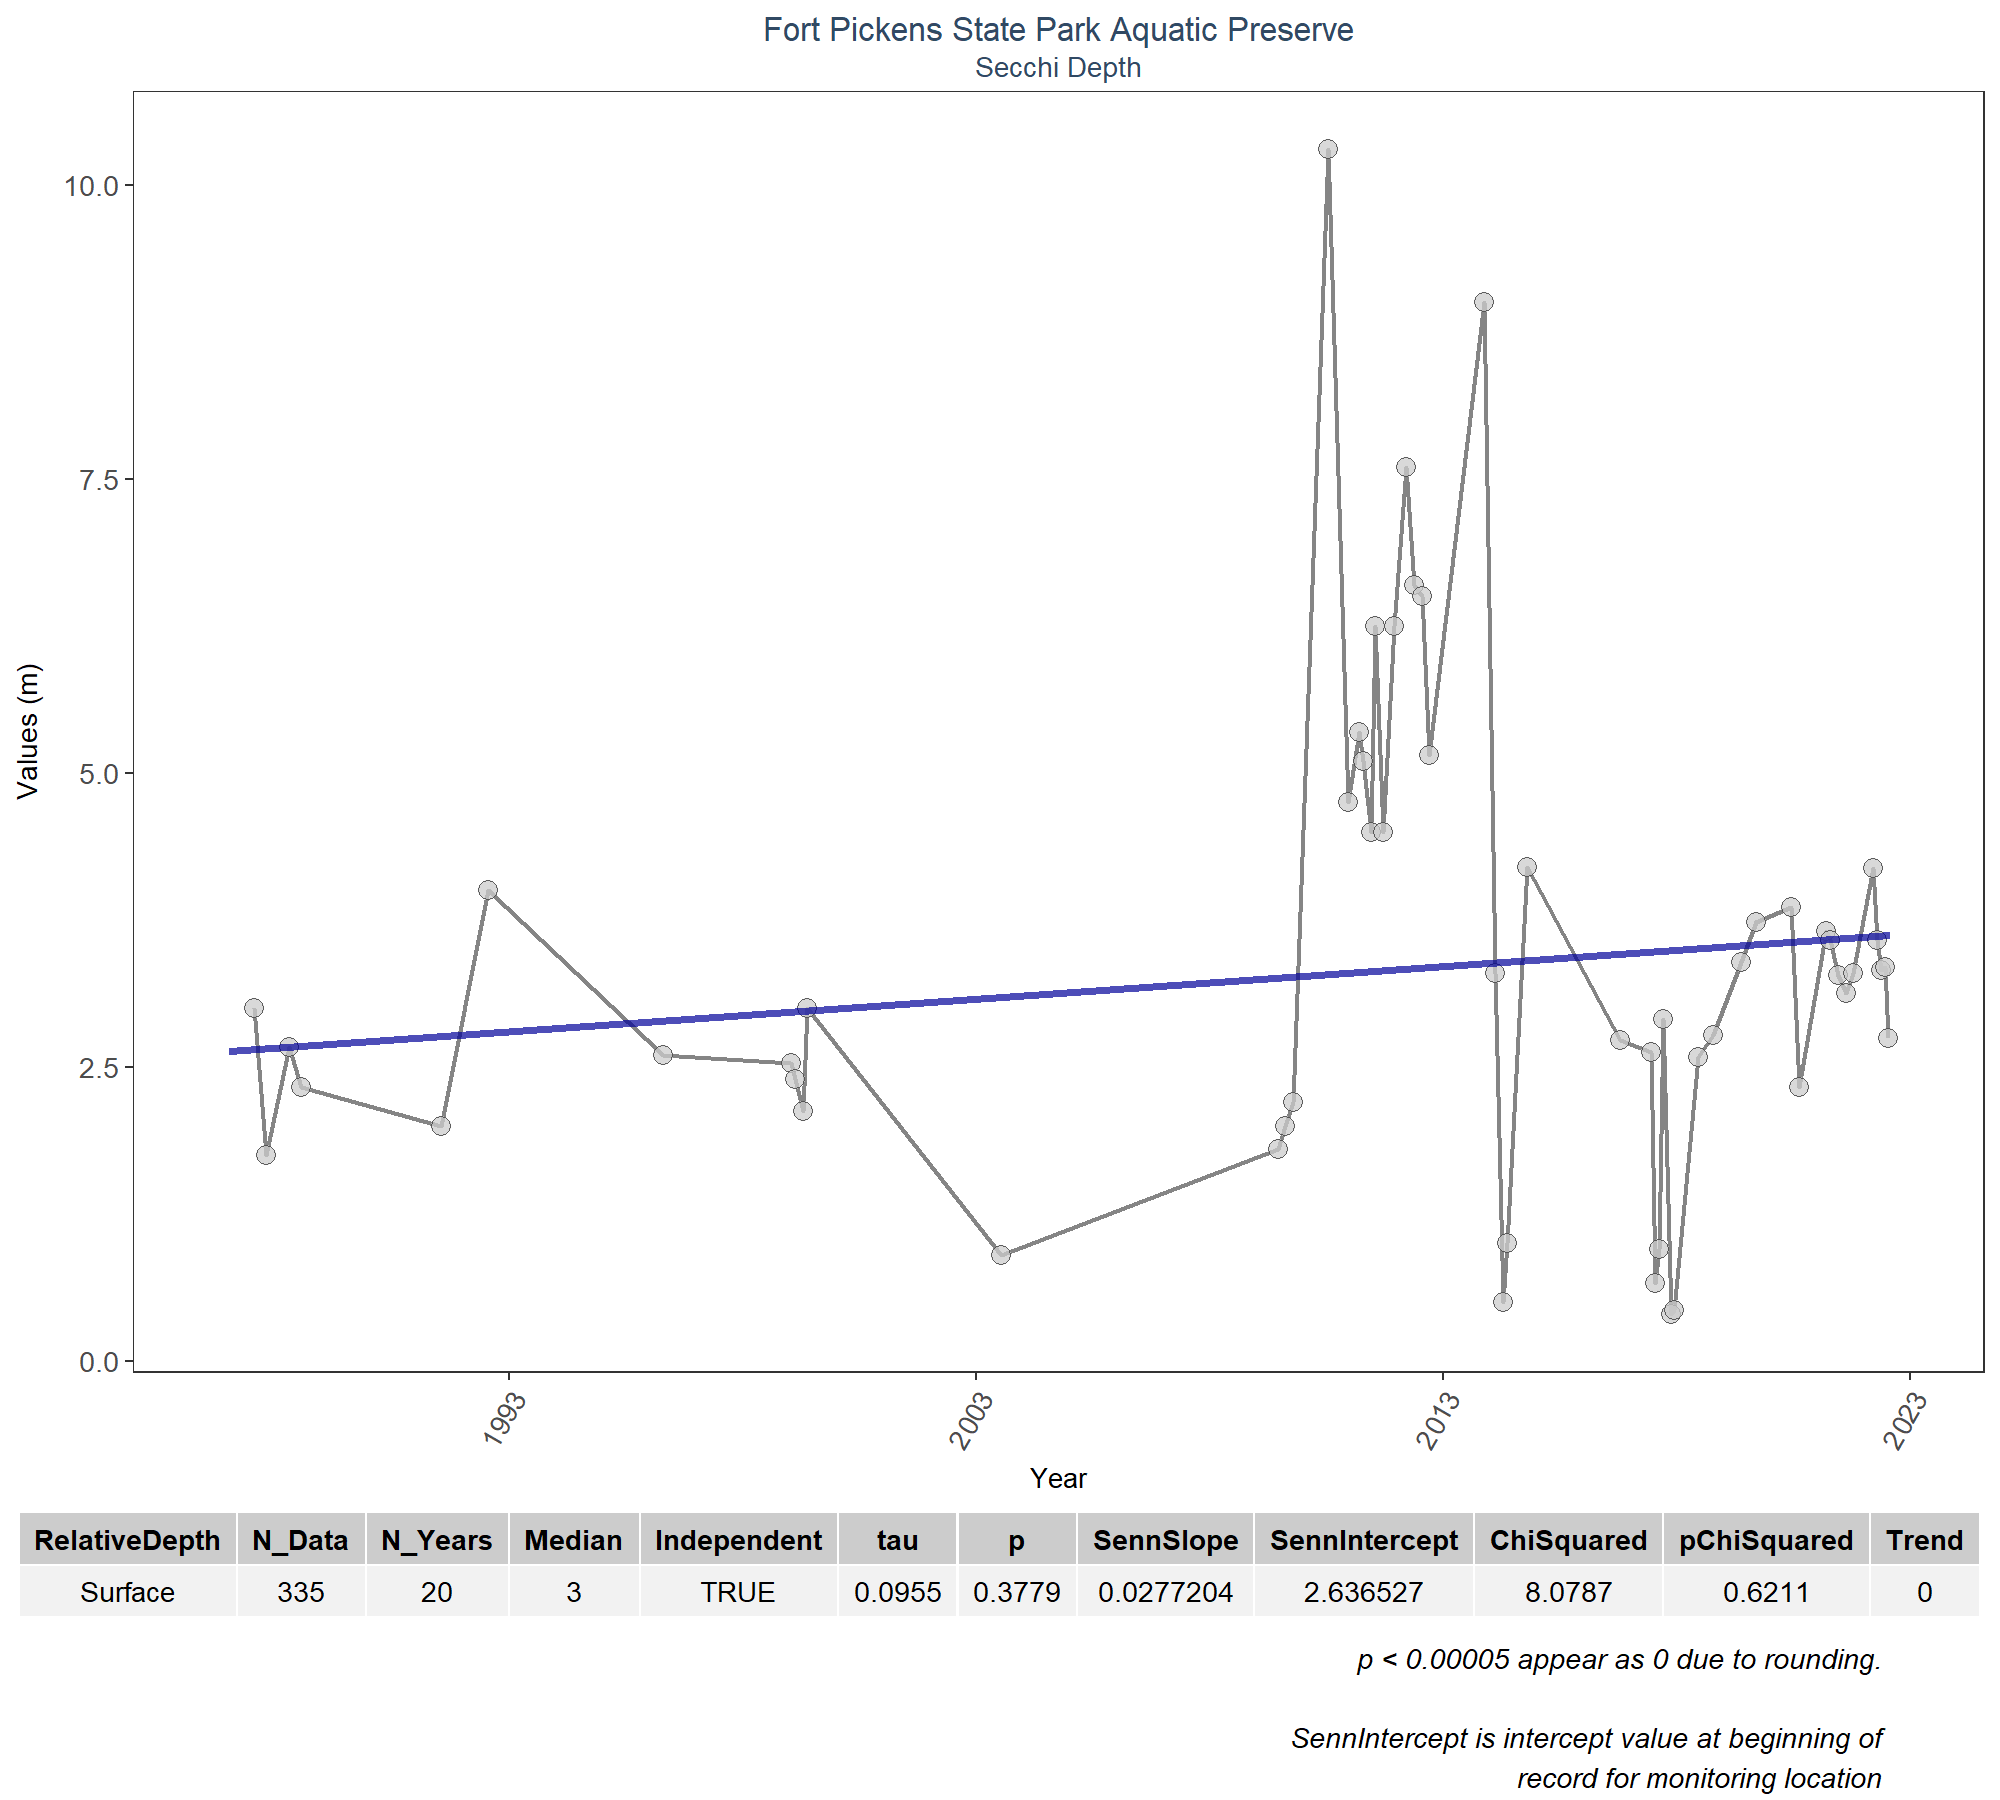 Fort Pickens State Park Aquatic Preserve
Secchi Depth
10.0
7.5
5.0
2.5
0.0
Values (m)
1993
2003
2013
2023
Year
RelativeDepth N_Data N_Years Median Independent tau p SennSlope SennIntercept ChiSquared pChiSquared Trend
Surface 335 20 3 TRUE 0.0955 0.3779 0.0277204 2.636527 8.0787 0.6211 0
p < 0.00005 appear as 0 due to rounding.
SennIntercept is intercept value at beginning of
record for monitoring location